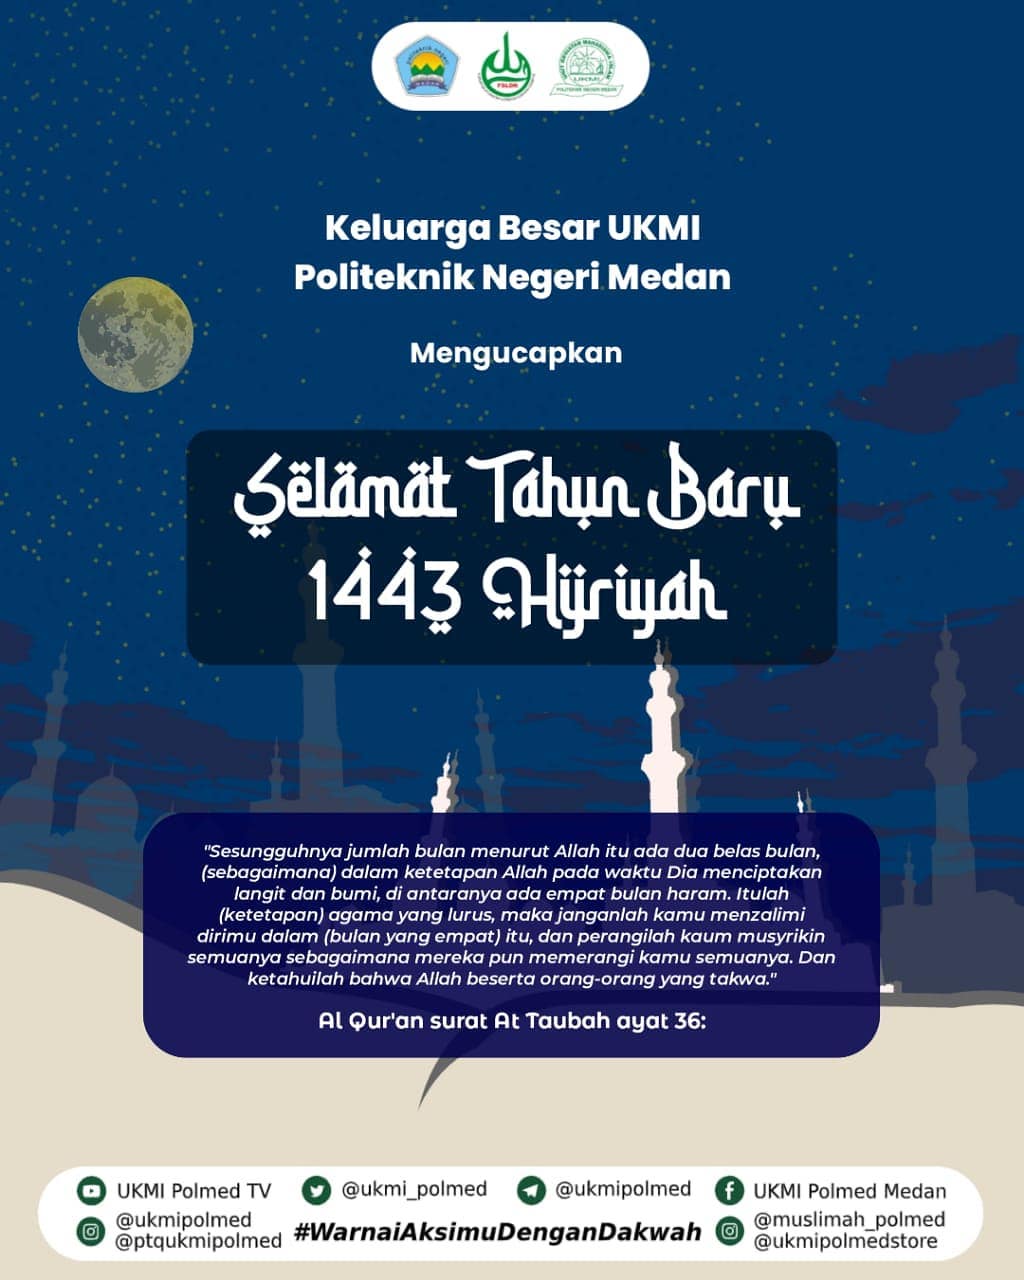 FSLDK
UKMI
POLITEKNIK NEGERI MEDAN
Keluarga Besar UKMI
Politeknik Negeri Medan
Mengucapkan
Selamat Tahun Baru
1443 Hijriyah
"Sesungguhnya jumlah bulan menurut Allah itu ada dua belas bulan,
(sebagaimana) dalam ketetapan Allah pada waktu Dia menciptakan
langit dan bumi, di antaranya ada empat bulan haram. Itulah
(ketetapan) agama yang lurus, maka janganlah kamu menzalimi
dirimu dalam (bulan yang empat) itu, dan perangilah kaum musyrikin
semuanya sebagaimana mereka pun memerangi kamu semuanya. Dan
ketahuilah bahwa Allah beserta orang-orang yang takwa."
Al Qur'an surat At Taubah ayat 36:
UKMI Polmed TV @ukmi_polmed @ukmipolmed UKMI Polmed Medan
@ukmipolmed
@ptqukmipolmed
#WarnaiAksimuDenganDakwah
@muslimah_polmed
@ukmipolmedstore